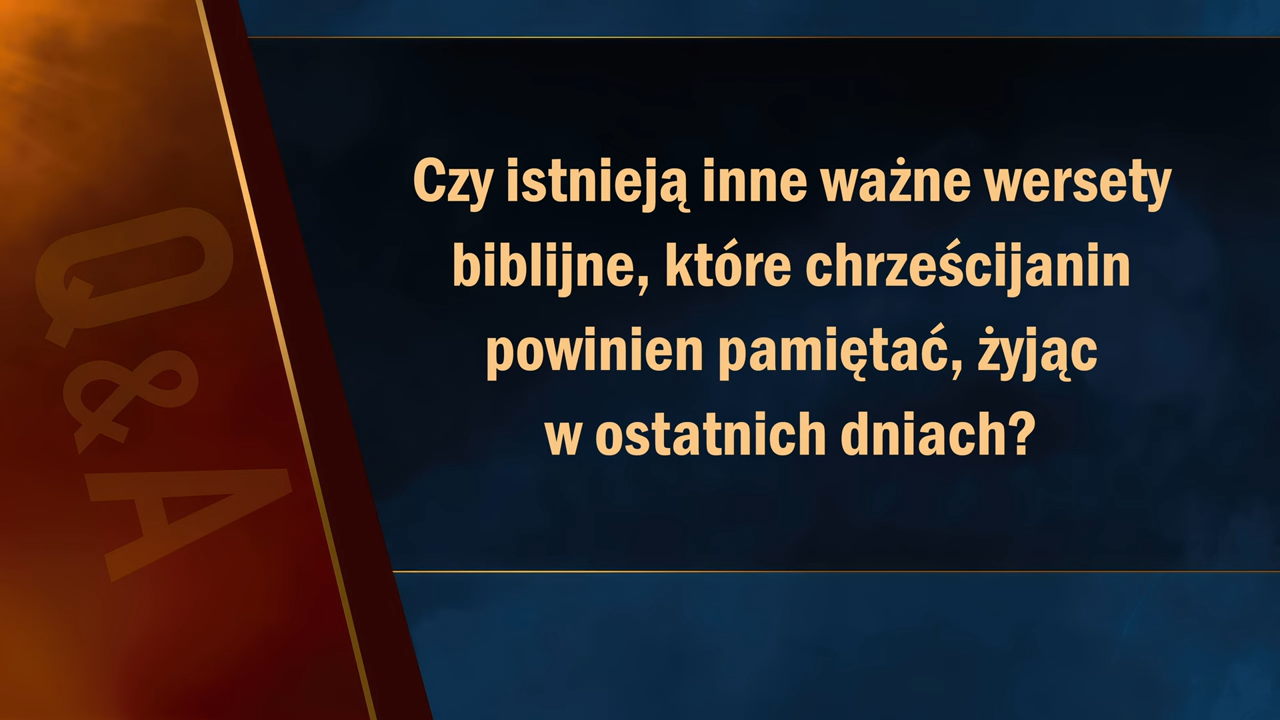 Q&A
Czy istnieją inne ważne wersety
biblijne, które chrześcijanin
powinien pamiętać, żyjąc
w ostatnich dniach?